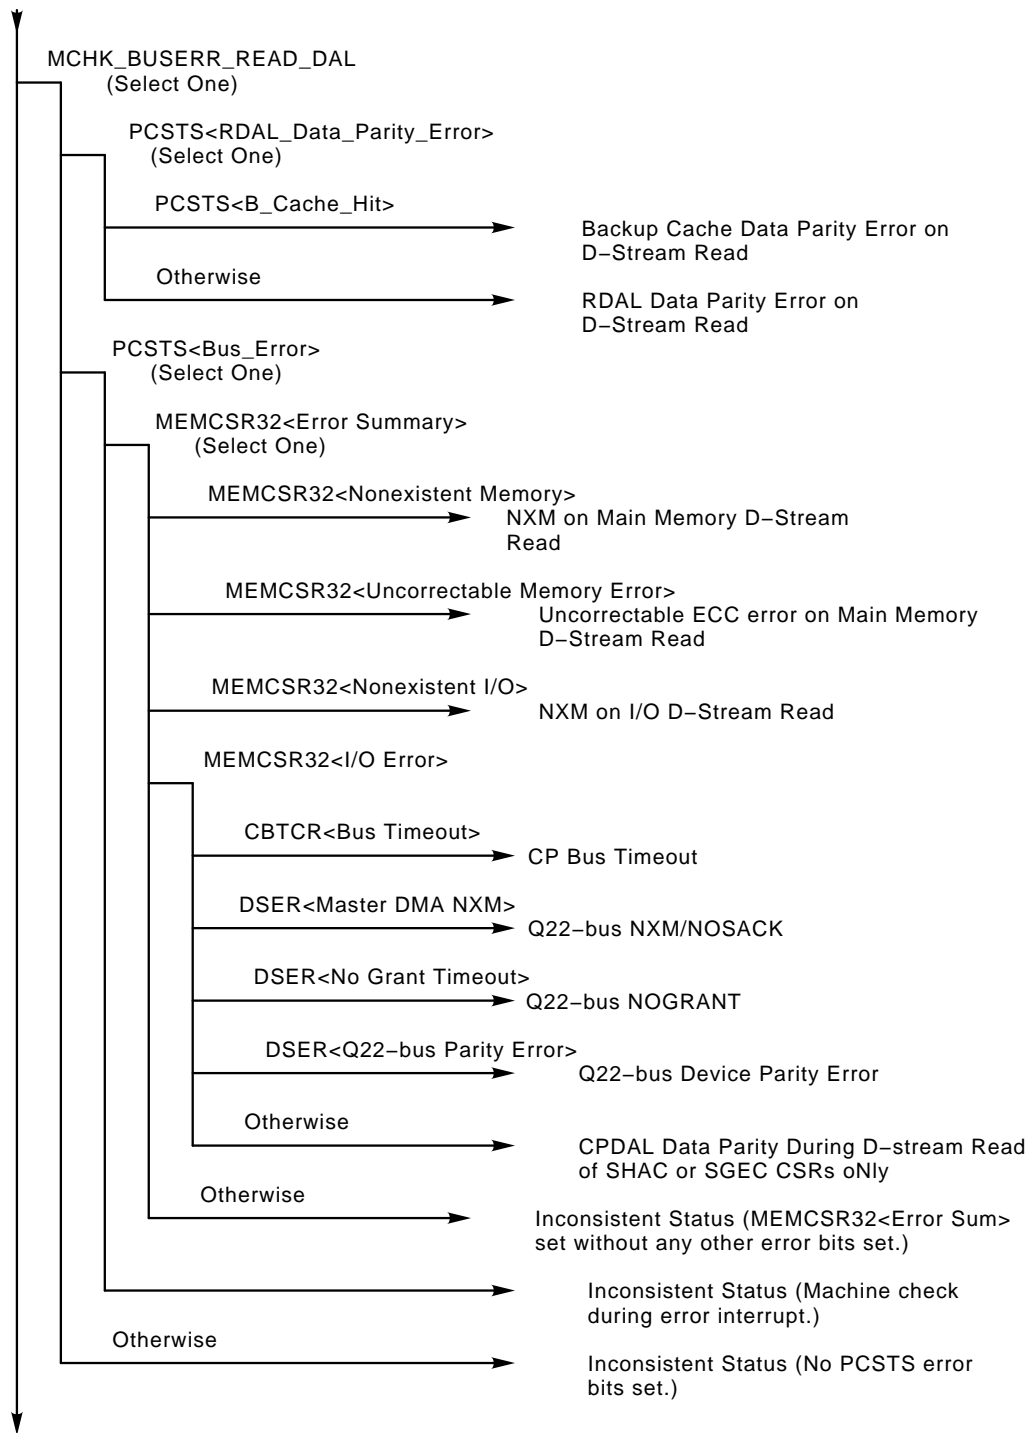 MCHK_BUSERR_READ_DAL
(Select One)
PCSTS<RDAL_Data_Parity_Error>
(Select One)
PCSTS<B_Cache_Hit>
Backup Cache Data Parity Error on
D–Stream Read
Otherwise
RDAL Data Parity Error on
D–Stream Read
PCSTS<Bus_Error>
(Select One)
MEMCSR32<Error Summary>
(Select One)
MEMCSR32<Nonexistent Memory>
NXM on Main Memory D–Stream
Read
MEMCSR32<Uncorrectable Memory Error>
Uncorrectable ECC error on Main Memory
D–Stream Read
MEMCSR32<Nonexistent I/O>
NXM on I/O D–Stream Read
MEMCSR32<I/O Error>
CBTCR<Bus Timeout>
CP Bus Timeout
DSER<Master DMA NXM>
Q22–bus NXM/NOSACK
DSER<No Grant Timeout>
Q22–bus NOGRANT
DSER<Q22–bus Parity Error>
Q22–bus Device Parity Error
Otherwise
CPDAL Data Parity During D–stream Read
of SHAC or SGEC CSRs oNly
Otherwise
Inconsistent Status (MEMCSR32<Error Sum>
set without any other error bits set.)
Inconsistent Status (Machine check
during error interrupt.)
Otherwise
Inconsistent Status (No PCSTS error
bits set.)